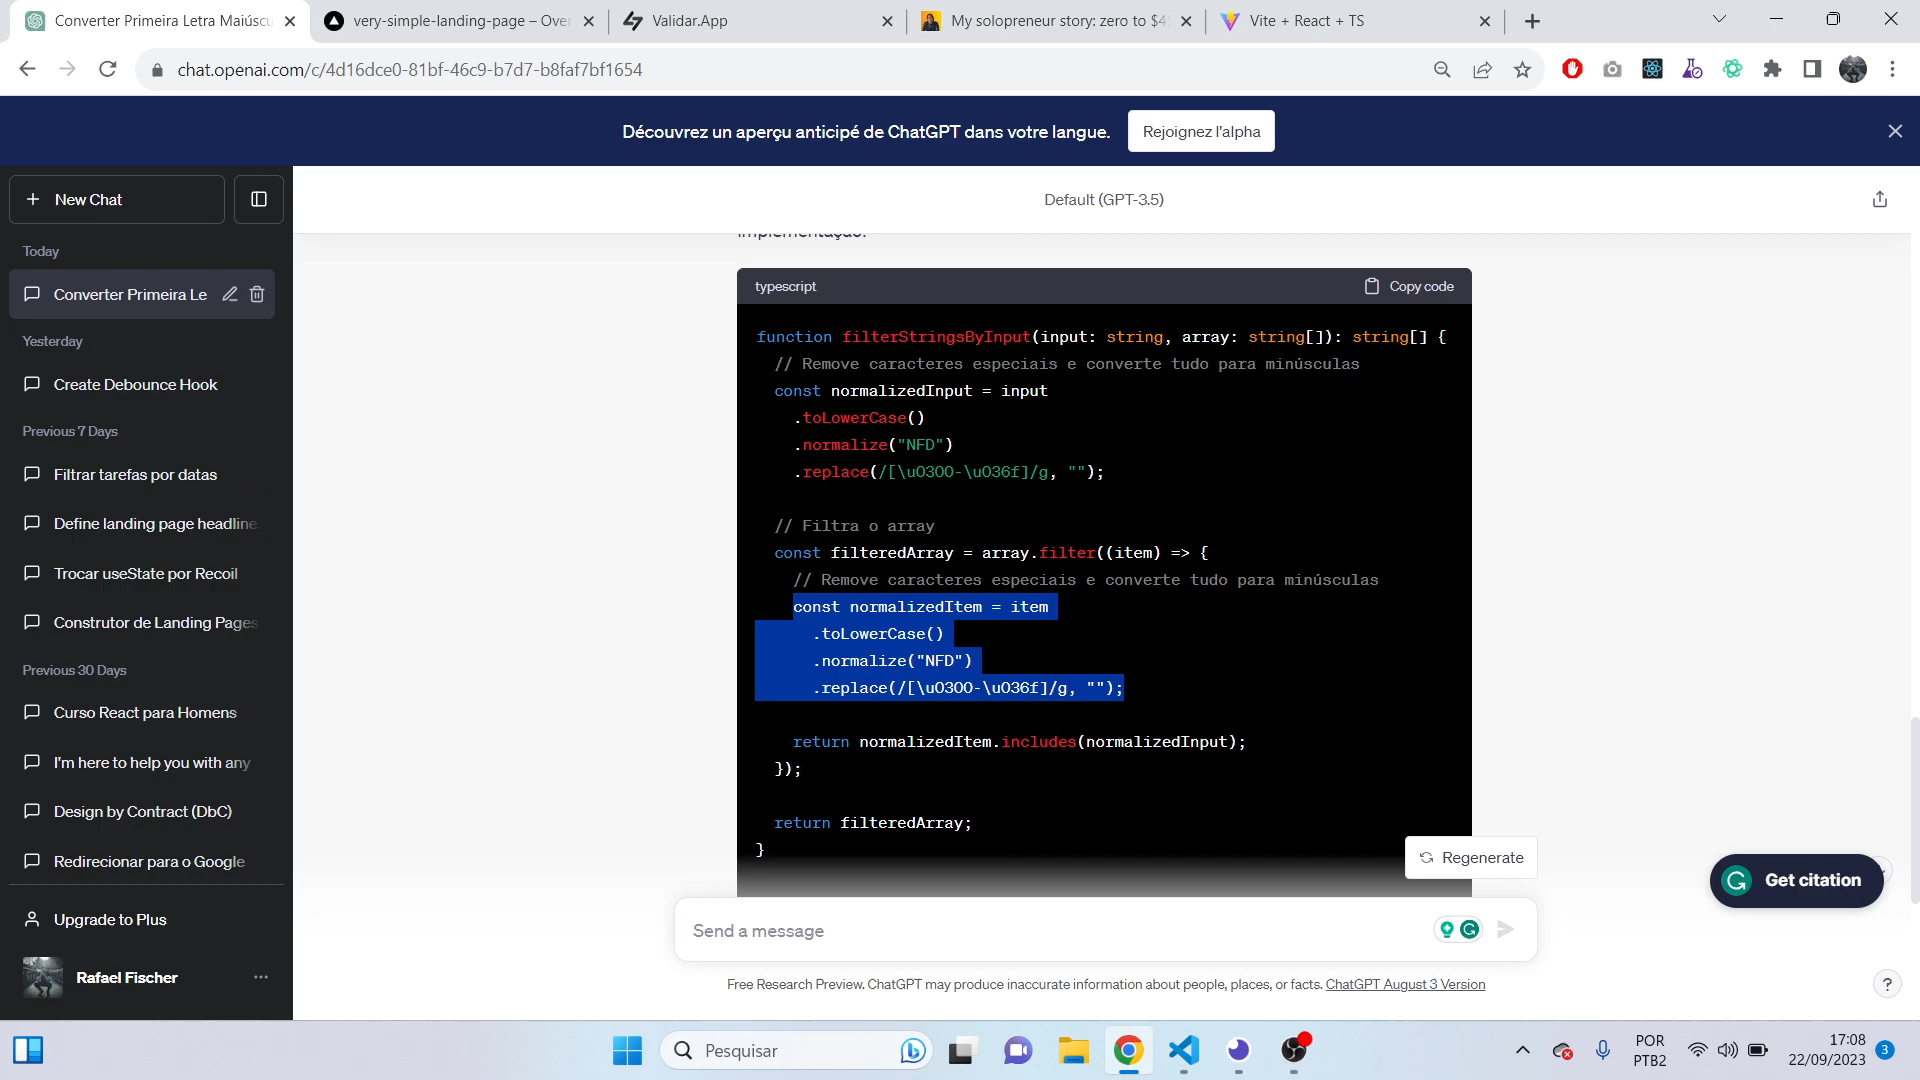 Converter Primeira Letra Maiúscu
very-simple-landing-page – Over
Validar.App
My solopreneur story: zero to $4
Vite + React + TS
chat.openai.com/c/4d16dce0-81bf-46c9-b7d7-b8faf7bf1654
Découvrez un aperçu anticipé de ChatGPT dans votre langue.
Rejoignez l'alpha
New Chat
Default (GPT-3.5)
Today
Converter Primeira Le
Yesterday
Create Debounce Hook
Previous 7 Days
Filtrar tarefas por datas
Define landing page headline
Trocar useState por Recoil
Construtor de Landing Pages
Previous 30 Days
Curso React para Homens
I'm here to help you with any
Design by Contract (DbC)
Redirecionar para o Google
Upgrade to Plus
Rafael Fischer
implementação:
typescript
Copy code
function filterStringsByInput(input: string, array: string[]): string[] {
// Remove caracteres especiais e converte tudo para minúsculas
const normalizedInput = input
.toLowerCase()
.normalize("NFD")
.replace(/[\u0300-\u036f]/g, "");
// Filtra o array
const filteredArray = array.filter((item) => {
// Remove caracteres especiais e converte tudo para minúsculas
const normalizedItem = item
.toLowerCase()
.normalize("NFD")
.replace(/[\u0300-\u036f]/g, "");
return normalizedItem.includes(normalizedInput);
});
return filteredArray;
}
Regenerate
Get citation
Send a message
Free Research Preview. ChatGPT may produce inaccurate information about people, places, or facts. ChatGPT August 3 Version
?
Pesquisar
POR
PTB2
17:08
22/09/2023
3